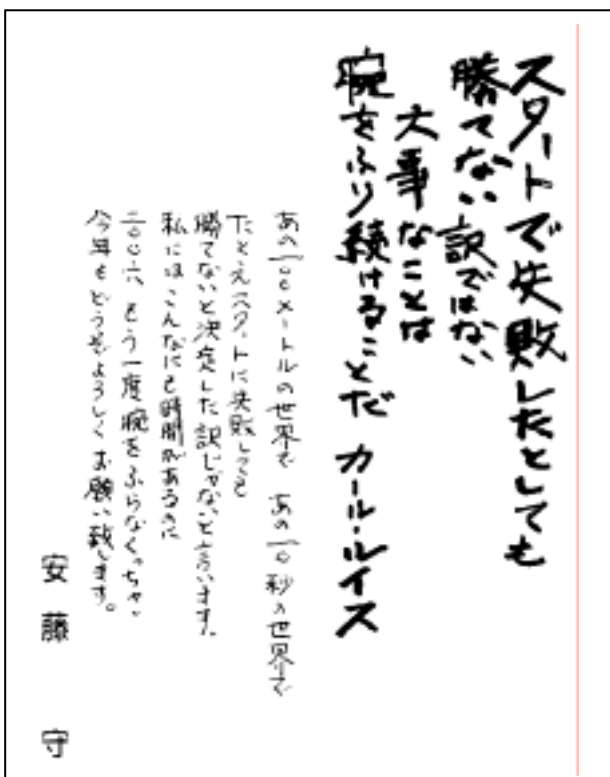 スタートで失敗したとしても
勝てない訳ではない
大事なことは
腕をふり続けることだ カール・ルイス
あの一〇〇メートルの世界で あの一〇秒の世界で
たとえスタートに失敗しても
勝てないと決定した訳じゃないと言います。
私にはこんなにも時間があるのに
二〇〇六、もう一度腕をふらなくっちゃ、
今年もどうぞよろしくお願い致します。
安藤 守